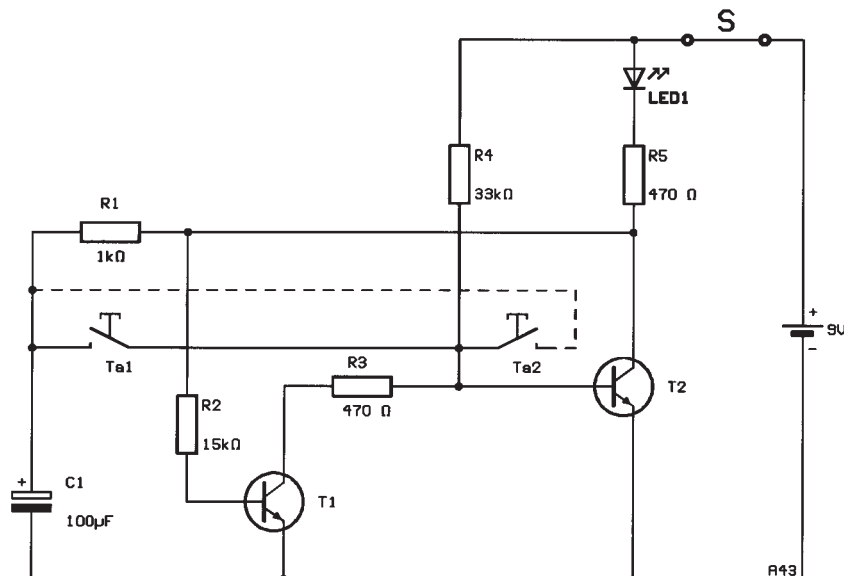 S
LED1
R4
33kΩ
R5
470 Ω
R1
1kΩ
+
9V
-
Ta1
Ta2
R3
470 Ω
T2
R2
15kΩ
+
C1
100µF
T1
A43